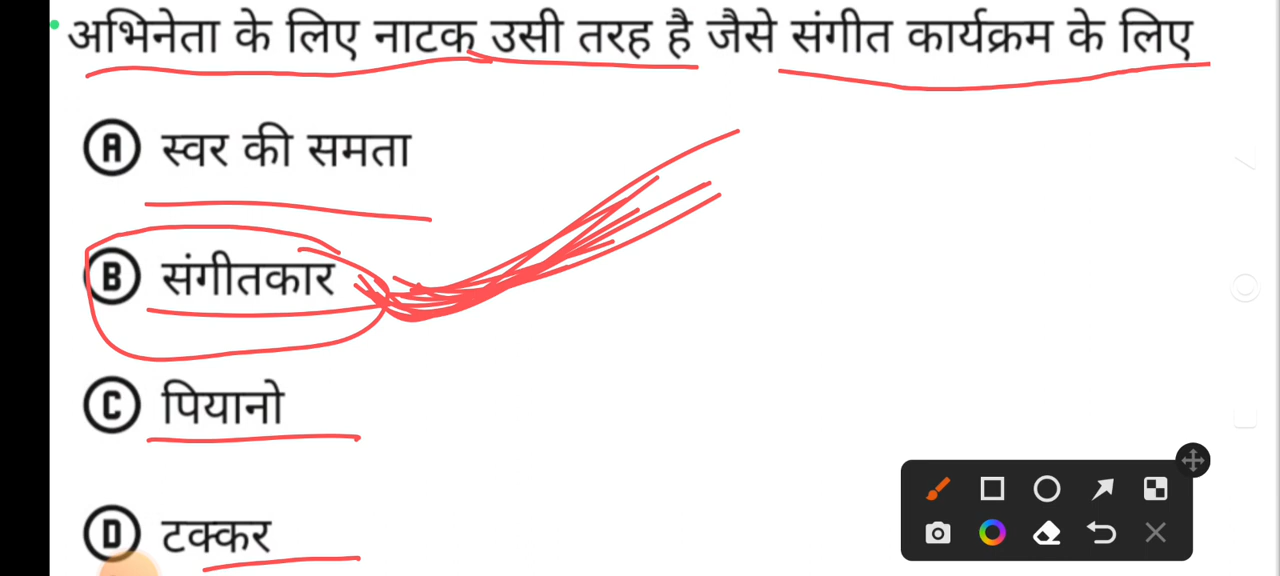 अभिनेता के लिए नाटक उसी तरह है जैसे संगीत कार्यक्रम के लिए
A स्वर की समता
B संगीतकार
C पियानो
D टक्कर